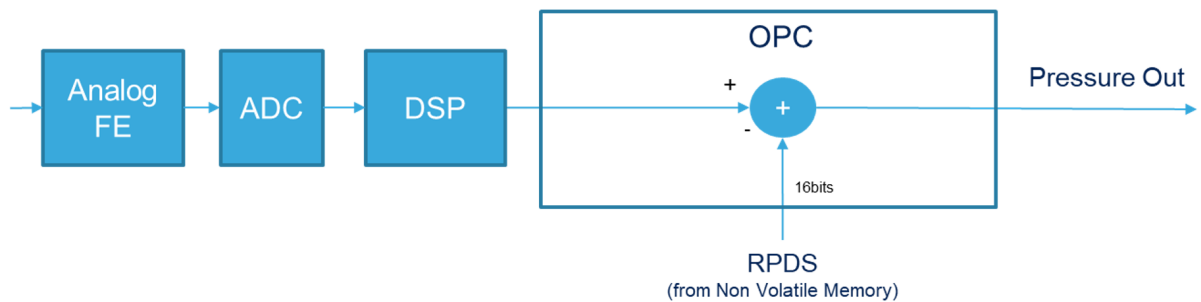 OPC
Analog
FE
ADC
DSP
+
+
-
Pressure Out
16bits
RPDS
(from Non Volatile Memory)